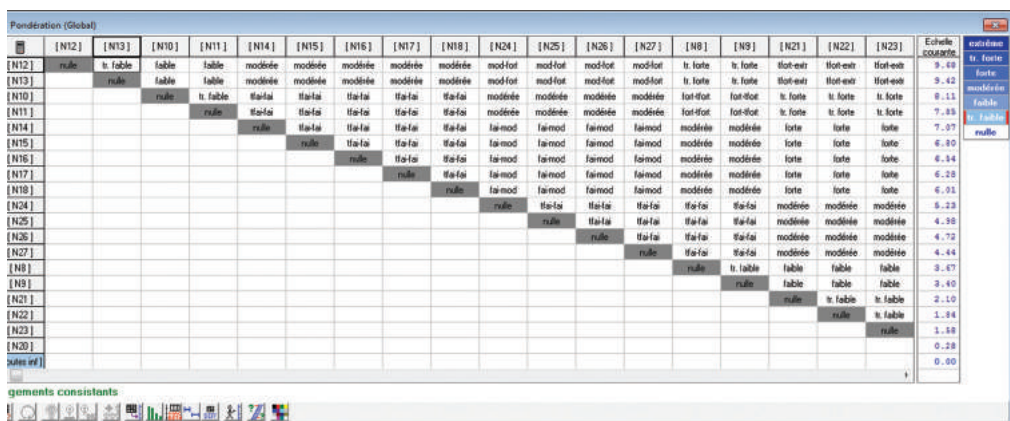 Pondération (Global)
[N12] [N13] [N10] [N11] [N14] [N15] [N16] [N17] [N18] [N24] [N25] [N26] [N27] [N8] [N9] [N21] [N22] [N23] Echelle courante extrême
[N12] nulle tr. faible faible faible modérée modérée modérée modérée modérée mod-fort mod-fort mod-fort mod-fort tr. forte tr. forte tfort-extr tfort-extr tfort-extr 9.68 tr. forte
[N13] nulle faible faible modérée modérée modérée modérée modérée mod-fort mod-fort mod-fort mod-fort tr. forte tr. forte tfort-extr tfort-extr tfort-extr 9.42 forte
[N10] nulle tr. faible tfai-fai tfai-fai tfai-fai tfai-fai tfai-fai modérée modérée modérée modérée fort-tfort fort-tfort tr. forte tr. forte tr. forte 8.11 modérée
[N11] nulle tfai-fai tfai-fai tfai-fai tfai-fai tfai-fai modérée modérée modérée modérée fort-tfort fort-tfort tr. forte tr. forte tr. forte 7.85 faible
[N14] nulle tfai-fai tfai-fai tfai-fai tfai-fai fai-mod fai-mod fai-mod fai-mod modérée modérée forte forte forte 7.07 tr. faible
[N15] nulle tfai-fai tfai-fai tfai-fai fai-mod fai-mod fai-mod fai-mod modérée modérée forte forte forte 6.80 nulle
[N16] nulle tfai-fai tfai-fai fai-mod fai-mod fai-mod fai-mod modérée modérée forte forte forte 6.54
[N17] nulle tfai-fai fai-mod fai-mod fai-mod fai-mod modérée modérée forte forte forte 6.28
[N18] nulle fai-mod fai-mod fai-mod fai-mod modérée modérée forte forte forte 6.01
[N24] nulle tfai-fai tfai-fai tfai-fai tfai-fai tfai-fai modérée modérée modérée 5.23
[N25] nulle tfai-fai tfai-fai tfai-fai tfai-fai modérée modérée modérée 4.98
[N26] nulle tfai-fai tfai-fai tfai-fai modérée modérée modérée 4.72
[N27] nulle tfai-fai tfai-fai modérée modérée modérée 4.44
[N8] nulle tr. faible faible faible faible 3.67
[N9] nulle faible faible faible 3.40
[N21] nulle tr. faible tr. faible 2.10
[N22] nulle tr. faible 1.84
[N23] nulle 1.58
[N20] 0.28
outes inf] 0.00
gements consistants